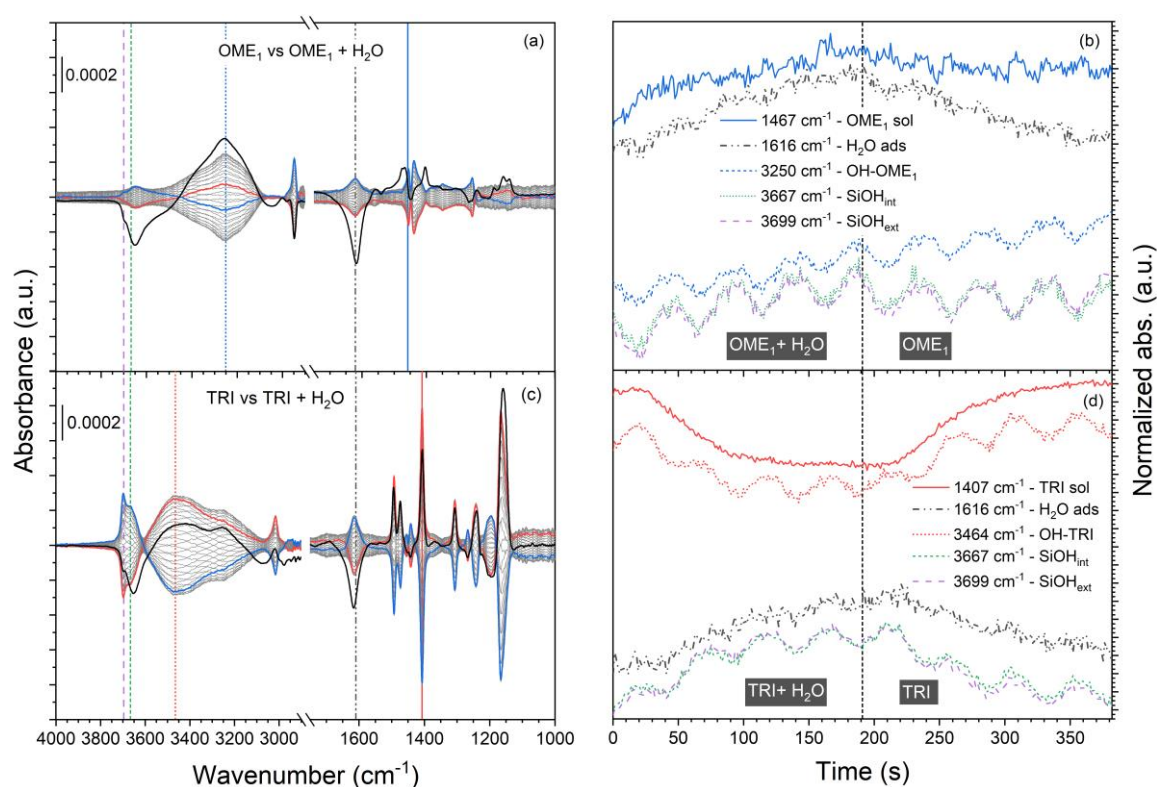 OME₁ vs OME₁ + H₂O
(a)
0.0002
(b)
1467 cm⁻¹ - OME₁ sol
1616 cm⁻¹ - H₂O ads
3250 cm⁻¹ - OH-OME₁
3667 cm⁻¹ - SiOHint
3699 cm⁻¹ - SiOHext
OME₁+ H₂O
OME₁
Absorbance (a.u.)
Normalized abs. (a.u.)
TRI vs TRI + H₂O
(c)
0.0002
(d)
1407 cm⁻¹ - TRI sol
1616 cm⁻¹ - H₂O ads
3464 cm⁻¹ - OH-TRI
3667 cm⁻¹ - SiOHint
3699 cm⁻¹ - SiOHext
TRI+ H₂O
TRI
4000 3800 3600 3400 3200 3000 1600 1400 1200 1000
0 50 100 150 200 250 300 350
Wavenumber (cm⁻¹)
Time (s)